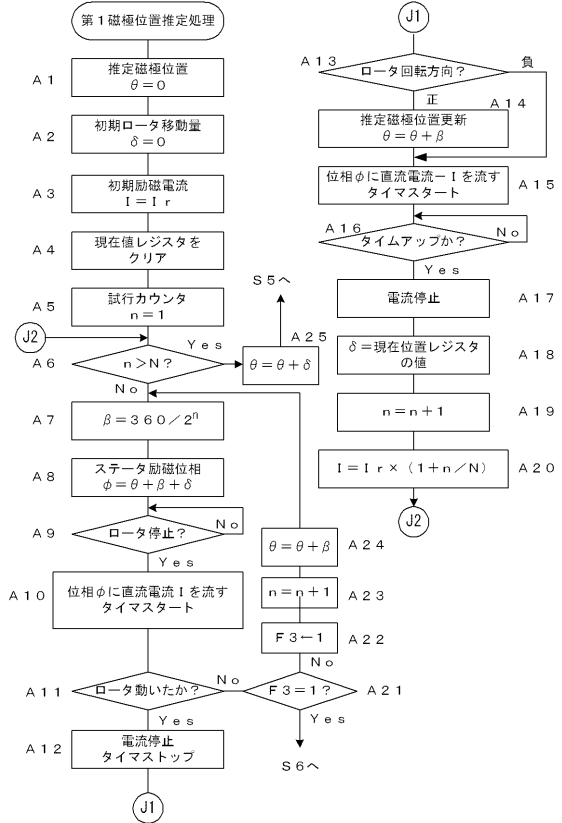 第1磁極位置推定処理
A1
推定磁極位置
θ=0
A2
初期ロータ移動量
δ=0
A3
初期励磁電流
I=Ir
A4
現在値レジスタを
クリア
A5
試行カウンタ
n=1
J2
A6
n>N?
Yes
No
S5へ
A25
θ=θ+δ
A7
β=360/2ⁿ
A8
ステータ励磁位相
φ=θ+β+δ
A9
ロータ停止?
No
Yes
A10
位相φに直流電流Iを流す
タイマスタート
A11
ロータ動いたか?
No
Yes
A12
電流停止
タイマストップ
J1
θ=θ+β
A24
n=n+1
A23
F3←1
A22
No
F3=1?
A21
Yes
S6へ
J1
A13
ロータ回転方向?
負
正
A14
推定磁極位置更新
θ=θ+β
位相φに直流電流-Iを流す
タイマスタート
A15
A16
タイムアップか?
No
Yes
電流停止
A17
δ=現在位置レジスタ
の値
A18
n=n+1
A19
I=Ir×(1+n/N)
A20
J2